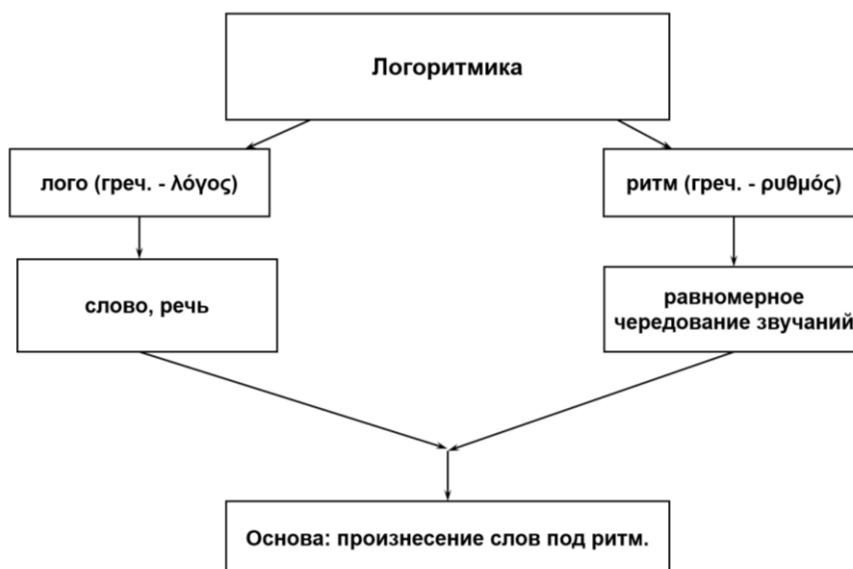 Логоритмика
лого (греч. - λόγος)
ритм (греч. - ρυθμός)
слово, речь
равномерное
чередование звучаний
Основа: произнесение слов под ритм.